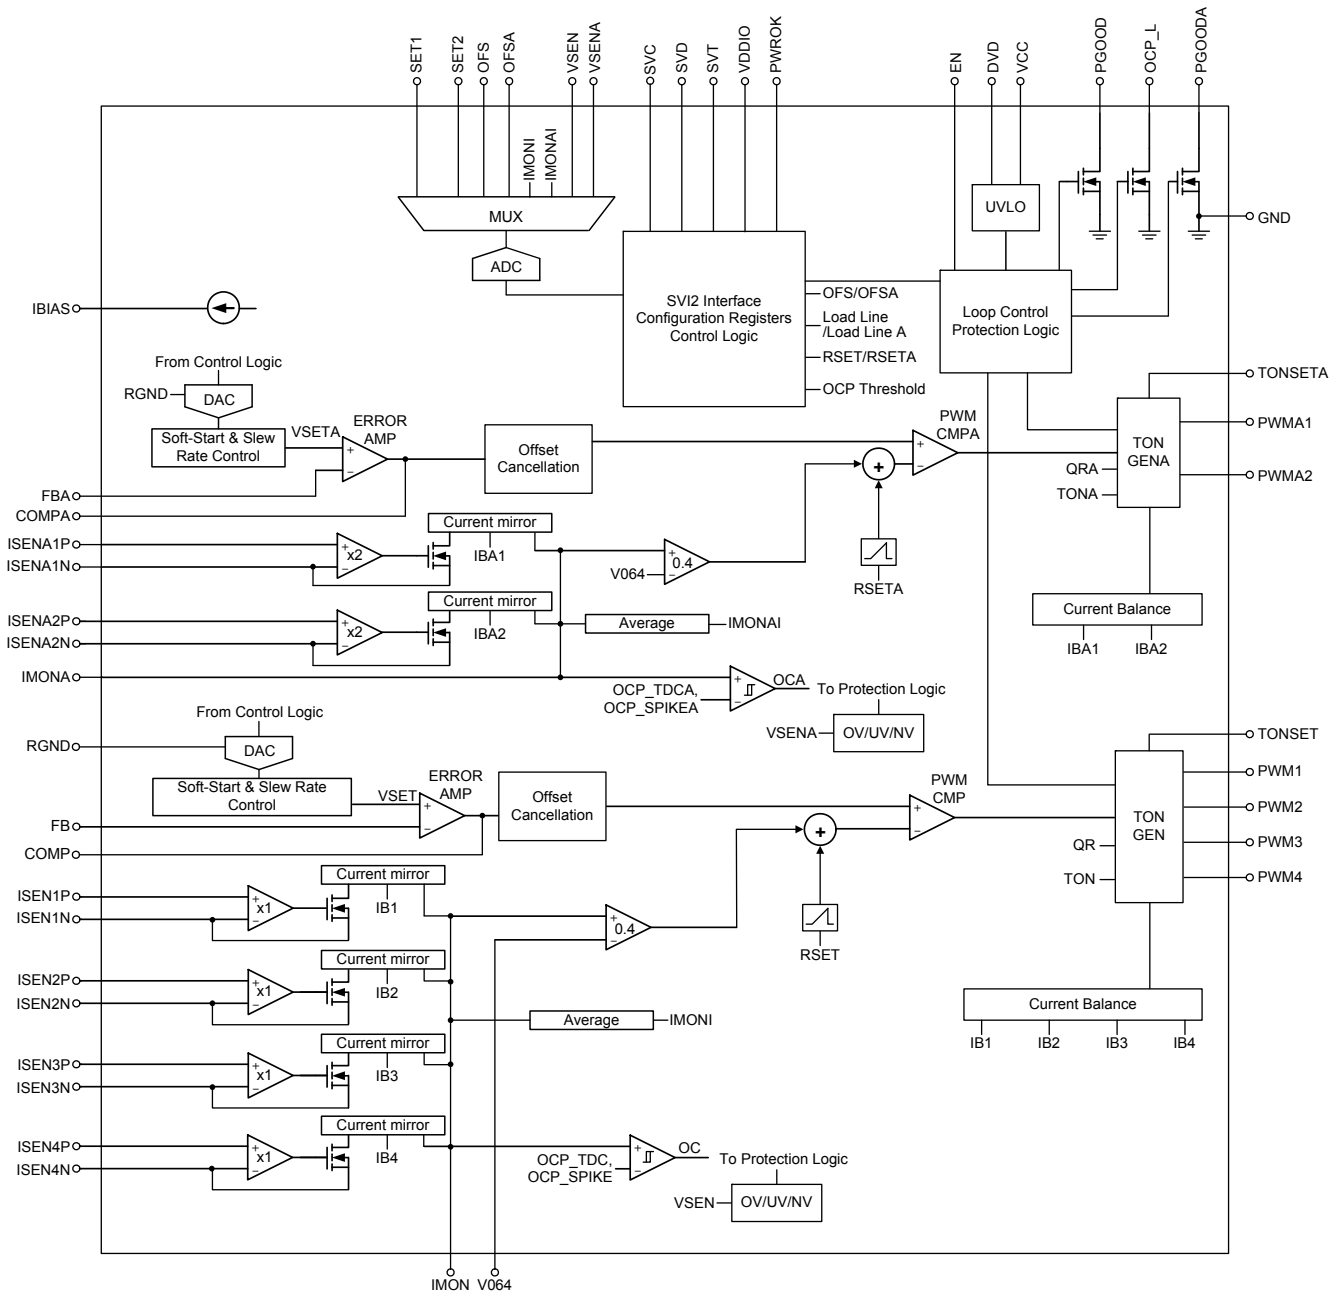 SET1
SET2
OFS
OFSA
VSEN
VSENA
SVC
SVD
SVT
VDDIO
PWROK
EN
DVD
VCC
PGOOD
OCP_L
PGOODA
IMONI
IMONAI
MUX
UVLO
GND
ADC
IBIAS
SVI2 Interface
Configuration Registers
Control Logic
OFS/OFSA
Load Line
/Load Line A
RSET/RSETA
OCP Threshold
Loop Control
Protection Logic
From Control Logic
RGND
DAC
Soft-Start & Slew
Rate Control
VSETA
ERROR
AMP
+
−
Offset
Cancellation
PWM
CMPA
+
−
+
TONSETA
PWMA1
PWMA2
TON
GENA
QRA
TONA
FBA
COMPA
ISENA1P
ISENA1N
+
−
x2
Current mirror
IBA1
+
−
0.4
V064
RSETA
Current Balance
IBA1
IBA2
ISENA2P
ISENA2N
+
−
x2
Current mirror
IBA2
Average
IMONAI
IMONA
+
−
OCA
OCP_TDCA,
OCP_SPIKEA
To Protection Logic
VSENA
OV/UV/NV
From Control Logic
RGND
DAC
Soft-Start & Slew Rate
Control
VSET
ERROR
AMP
+
−
Offset
Cancellation
PWM
CMP
+
−
+
TONSET
PWM1
PWM2
PWM3
PWM4
TON
GEN
QR
TON
FB
COMP
ISEN1P
ISEN1N
+
−
x1
Current mirror
IB1
+
−
0.4
RSET
ISEN2P
ISEN2N
+
−
x1
Current mirror
IB2
Current Balance
IB1
IB2
IB3
IB4
Average
IMONI
ISEN3P
ISEN3N
+
−
x1
Current mirror
IB3
ISEN4P
ISEN4N
+
−
x1
Current mirror
IB4
+
−
OC
OCP_TDC,
OCP_SPIKE
To Protection Logic
VSEN
OV/UV/NV
IMON
V064